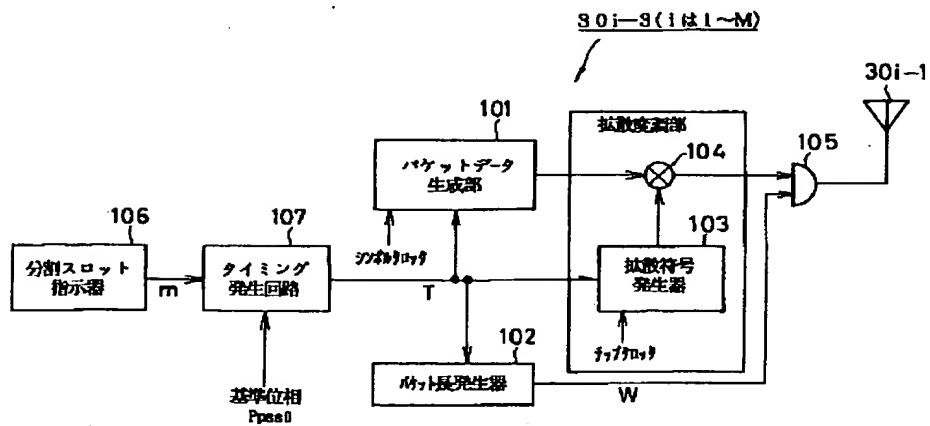 30i-3(iは1〜M)
30i-1
101
パケットデータ
生成部
拡散変調部
104
105
106
分割スロット
指示器
m
107
タイミング
発生回路
シンボルクロック
T
103
拡散符号
発生器
チップクロック
102
パケット長発生器
W
基準位相
Ppss0